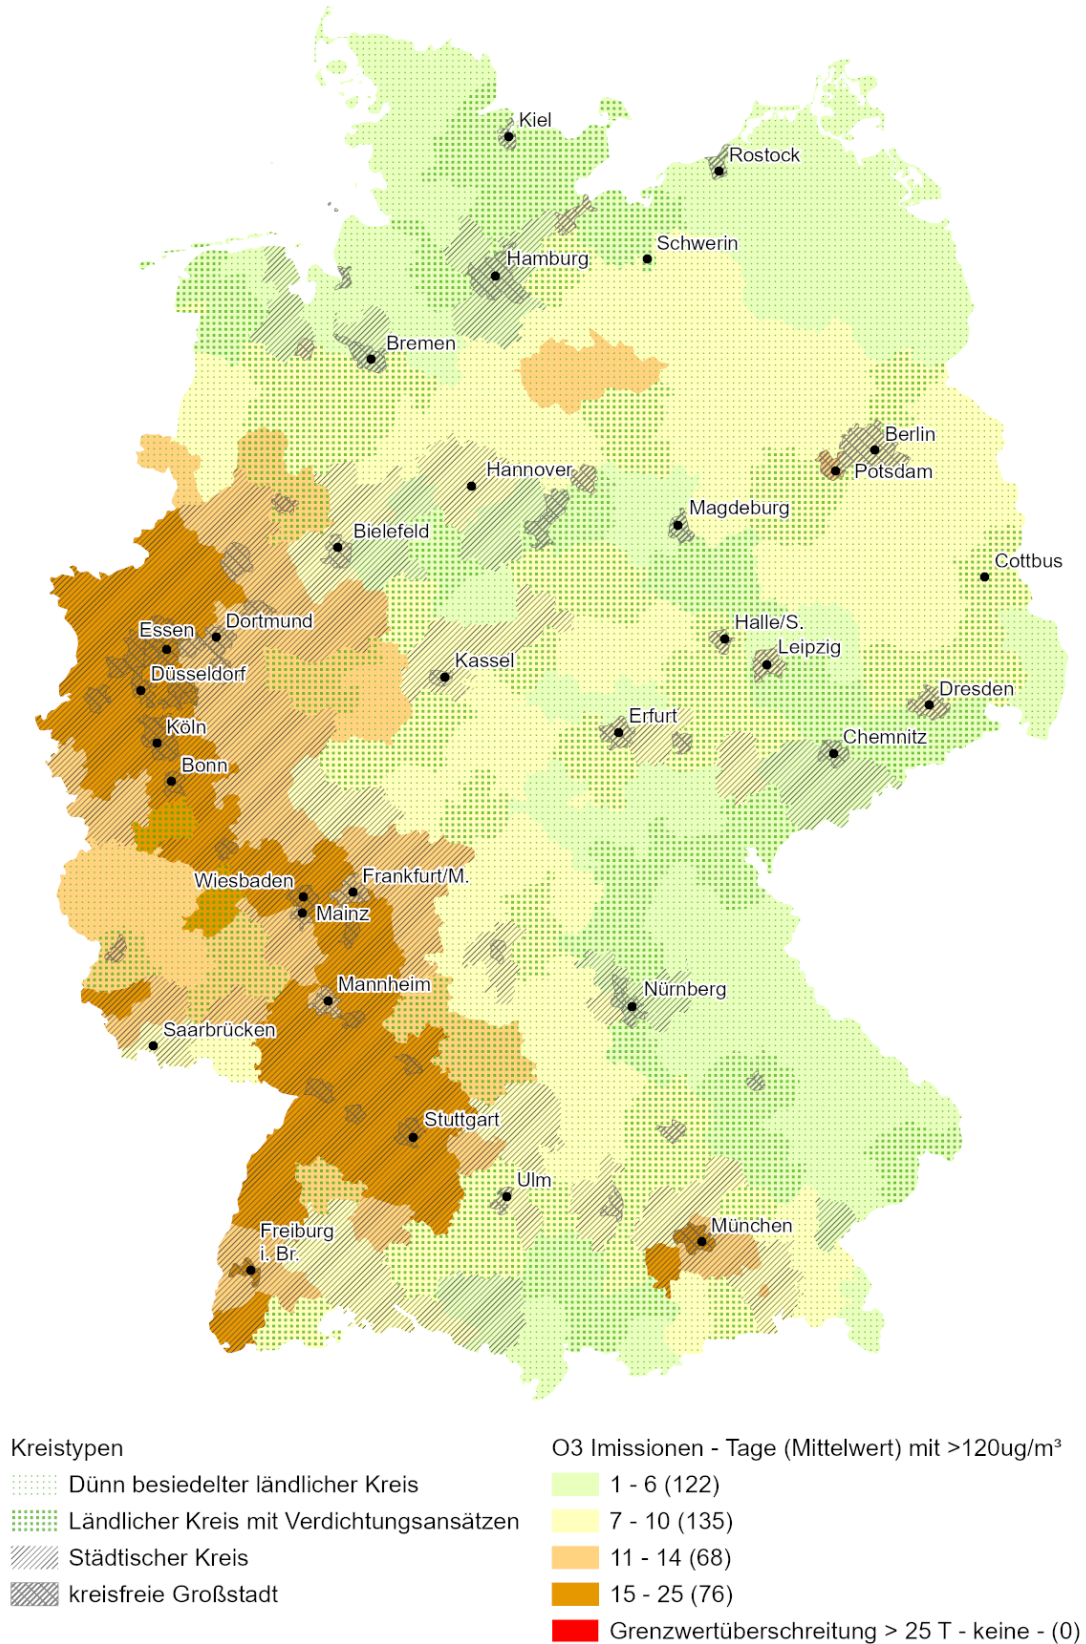 Kiel
Rostock
Schwerin
Hamburg
Bremen
Berlin
Potsdam
Hannover
Magdeburg
Bielefeld
Cottbus
Dortmund
Essen
Halle/S.
Leipzig
Düsseldorf
Kassel
Dresden
Erfurt
Köln
Chemnitz
Bonn
Wiesbaden
Frankfurt/M.
Mainz
Mannheim
Nürnberg
Saarbrücken
Stuttgart
Ulm
München
Freiburg
i. Br.
Kreistypen
Dünn besiedelter ländlicher Kreis
Ländlicher Kreis mit Verdichtungsansätzen
Städtischer Kreis
kreisfreie Großstadt
O3 Imissionen - Tage (Mittelwert) mit >120ug/m³
1 - 6 (122)
7 - 10 (135)
11 - 14 (68)
15 - 25 (76)
Grenzwertüberschreitung > 25 T - keine - (0)